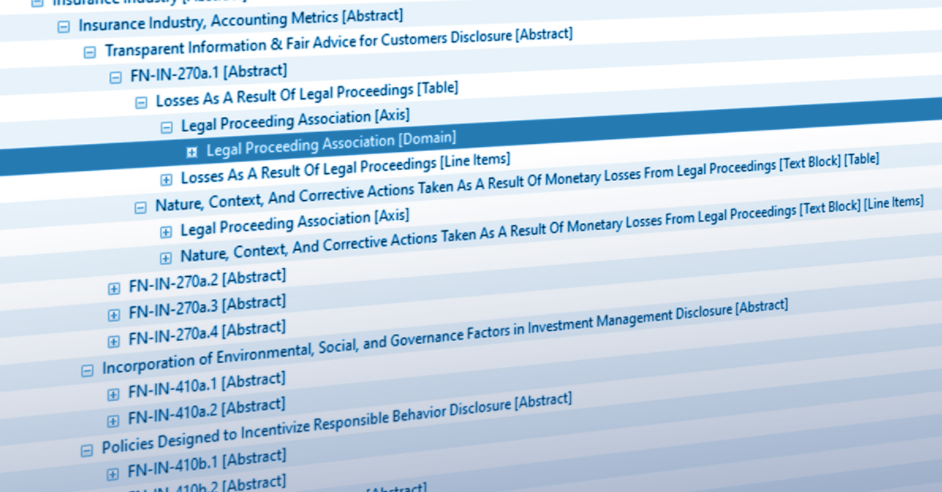 Insurance Industry
Insurance Industry, Accounting Metrics [Abstract]
Transparent Information & Fair Advice for Customers Disclosure [Abstract]
FN-IN-270a.1 [Abstract]
Losses As A Result Of Legal Proceedings [Table]
Legal Proceeding Association [Axis]
Legal Proceeding Association [Domain]
Losses As A Result Of Legal Proceedings [Line Items]
Nature, Context, And Corrective Actions Taken As A Result Of Monetary Losses From Legal Proceedings [Text Block] [Table]
Legal Proceeding Association [Axis]
Nature, Context, And Corrective Actions Taken As A Result Of Monetary Losses From Legal Proceedings [Text Block] [Line Items]
FN-IN-270a.2 [Abstract]
FN-IN-270a.3 [Abstract]
FN-IN-270a.4 [Abstract]
Incorporation of Environmental, Social, and Governance Factors in Investment Management Disclosure [Abstract]
FN-IN-410a.1 [Abstract]
FN-IN-410a.2 [Abstract]
Policies Designed to Incentivize Responsible Behavior Disclosure [Abstract]
FN-IN-410b.1 [Abstract]
410b.2 [Abstract]